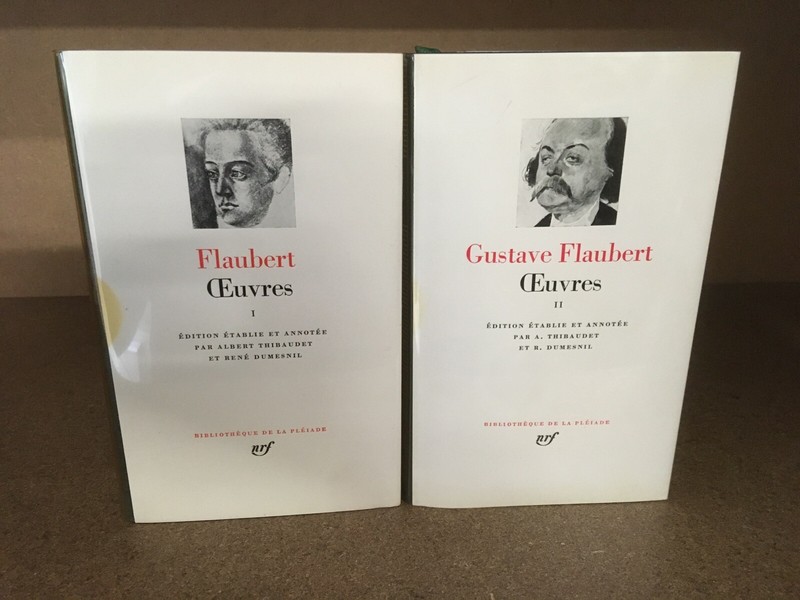 Flaubert
Œuvres
I
ÉDITION ÉTABLIE ET ANNOTÉE
PAR ALBERT THIBAUDET
ET RENÉ DUMESNIL
BIBLIOTHÈQUE DE LA PLÉIADE
nrf
Gustave Flaubert
Œuvres
II
ÉDITION ÉTABLIE ET ANNOTÉE
PAR A. THIBAUDET
ET R. DUMESNIL
BIBLIOTHÈQUE DE LA PLÉIADE
nrf